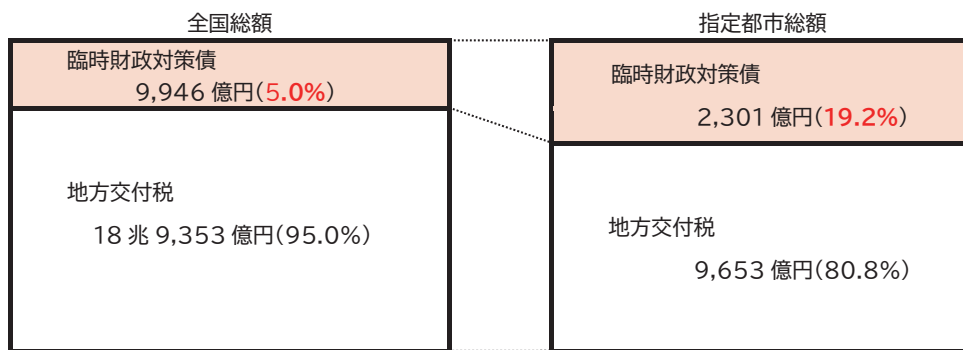 全国総額
臨時財政対策債
9,946 億円(5.0%)
地方交付税
18 兆 9,353 億円(95.0%)
指定都市総額
臨時財政対策債
2,301 億円(19.2%)
地方交付税
9,653 億円(80.8%)